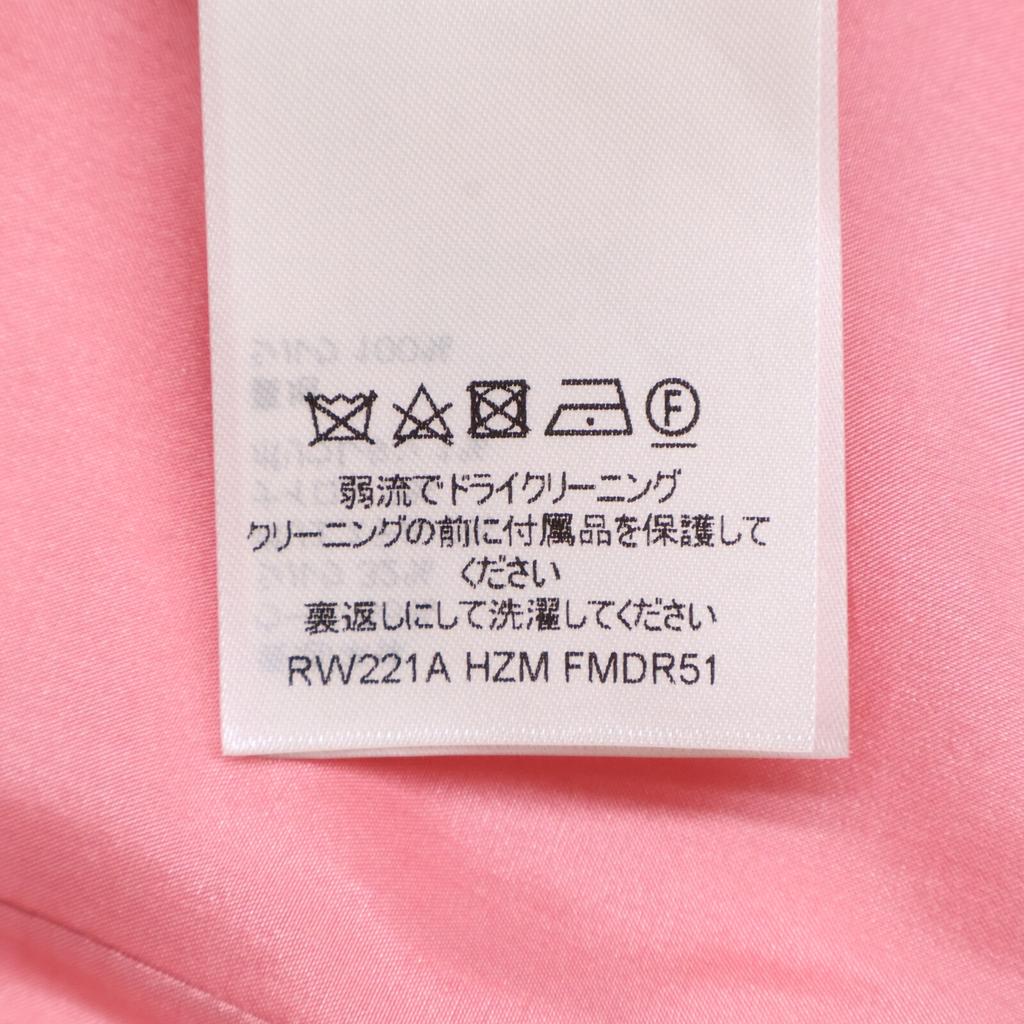 F
弱流でドライクリーニング
クリーニングの前に付属品を保護して
ください
裏返しにして洗濯してください
RW221A HZM FMDR51